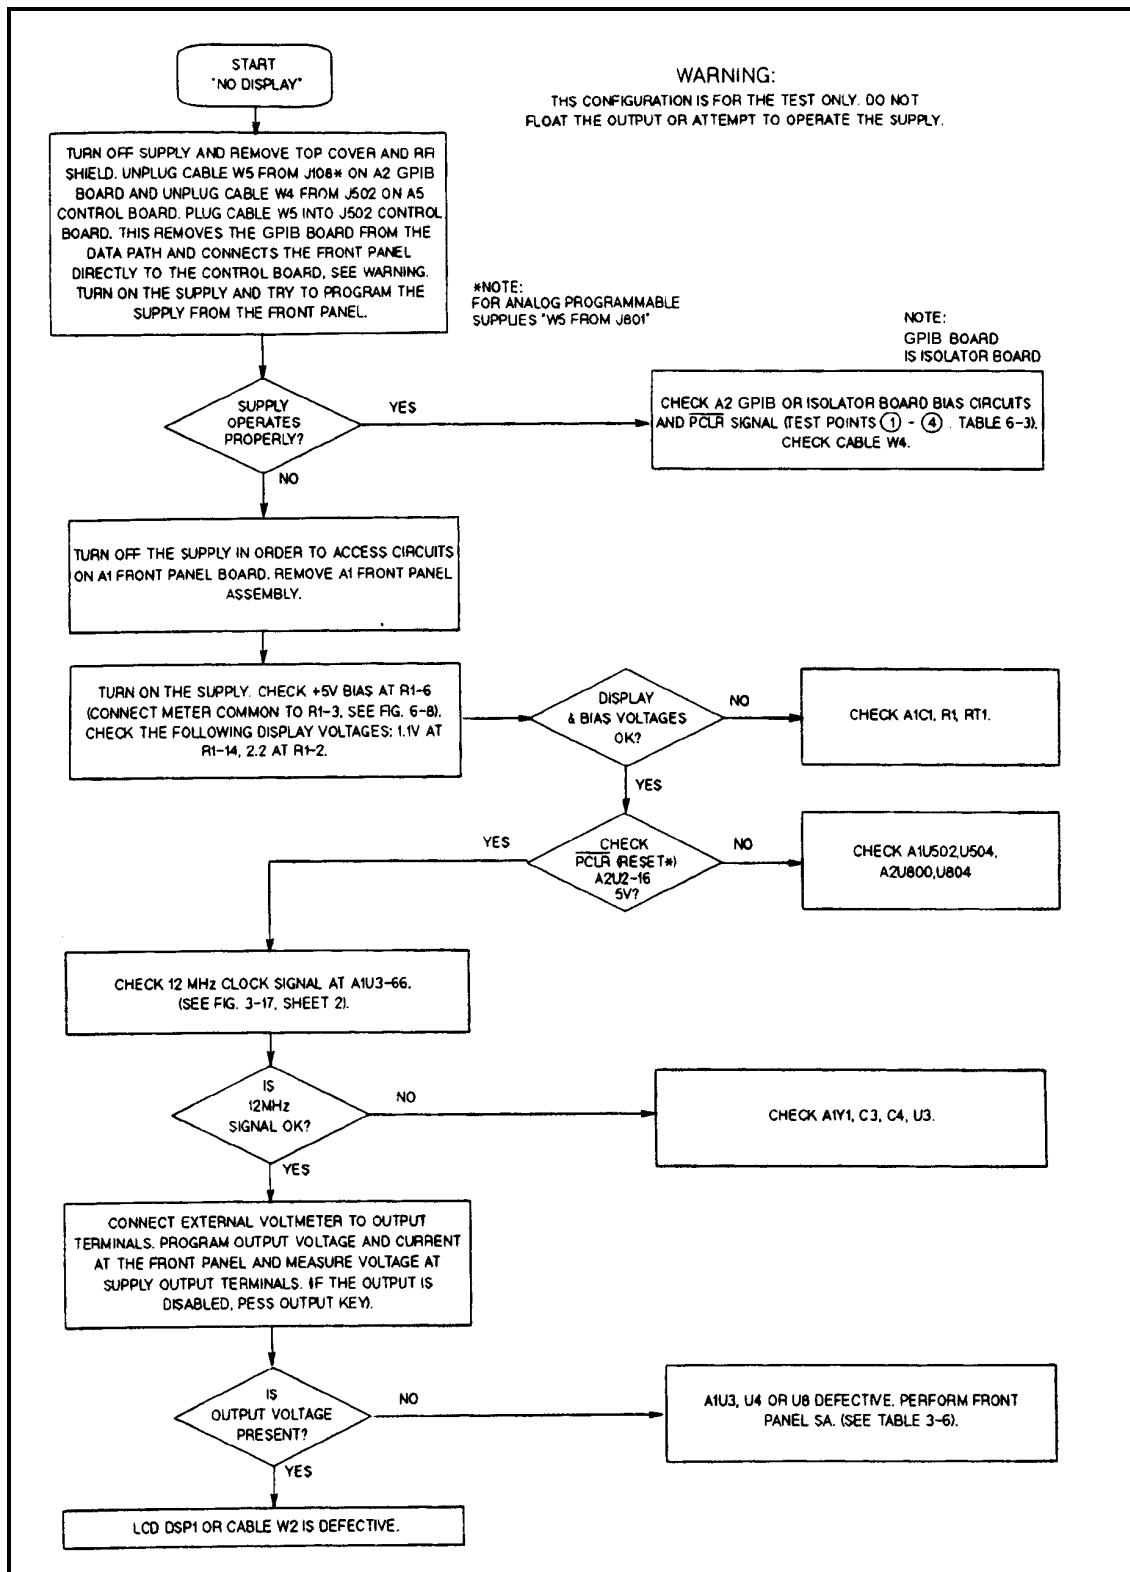 START
"NO DISPLAY"
WARNING:
THS CONFIGURATION IS FOR THE TEST ONLY. DO NOT
FLOAT THE OUTPUT OR ATTEMPT TO OPERATE THE SUPPLY.
TURN OFF SUPPLY AND REMOVE TOP COVER AND RFI
SHIELD. UNPLUG CABLE W5 FROM J108* ON A2 GPIB
BOARD AND UNPLUG CABLE W4 FROM J502 ON A5
CONTROL BOARD. PLUG CABLE W5 INTO J502 CONTROL
BOARD. THIS REMOVES THE GPIB BOARD FROM THE
DATA PATH AND CONNECTS THE FRONT PANEL
DIRECTLY TO THE CONTROL BOARD, SEE WARNING.
TURN ON THE SUPPLY AND TRY TO PROGRAM THE
SUPPLY FROM THE FRONT PANEL.
*NOTE:
FOR ANALOG PROGRAMMABLE
SUPPLIES "W5 FROM J801"
NOTE:
GPIB BOARD
IS ISOLATOR BOARD
SUPPLY
OPERATES
PROPERLY?
YES
CHECK A2 GPIB OR ISOLATOR BOARD BIAS CIRCUITS
AND PCLR SIGNAL (TEST POINTS 1 - 4 . TABLE 6-3).
CHECK CABLE W4.
NO
TURN OFF THE SUPPLY IN ORDER TO ACCESS CIRCUITS
ON A1 FRONT PANEL BOARD. REMOVE A1 FRONT PANEL
ASSEMBLY.
TURN ON THE SUPPLY. CHECK +5V BIAS AT R1-6
(CONNECT METER COMMON TO R1-3, SEE FIG. 6-8).
CHECK THE FOLLOWING DISPLAY VOLTAGES: 1.1V AT
R1-14, 2.2 AT R1-2.
DISPLAY
& BIAS VOLTAGES
OK?
NO
CHECK A1C1, R1, RT1.
YES
CHECK
PCLR (RESET*)
A2U2-16
5V?
YES
NO
CHECK A1U502,U504,
A2U800,U804
CHECK 12 MHz CLOCK SIGNAL AT A1U3-66.
(SEE FIG. 3-17, SHEET 2).
IS
12MHz
SIGNAL OK?
NO
CHECK A1Y1, C3, C4, U3.
YES
CONNECT EXTERNAL VOLTMETER TO OUTPUT
TERMINALS. PROGRAM OUTPUT VOLTAGE AND CURRENT
AT THE FRONT PANEL AND MEASURE VOLTAGE AT
SUPPLY OUTPUT TERMINALS. (IF THE OUTPUT IS
DISABLED, PESS OUTPUT KEY).
IS
OUTPUT VOLTAGE
PRESENT?
NO
A1U3, U4 OR U8 DEFECTIVE. PERFORM FRONT
PANEL SA. (SEE TABLE 3-6).
YES
LCD DSP1 OR CABLE W2 IS DEFECTIVE.